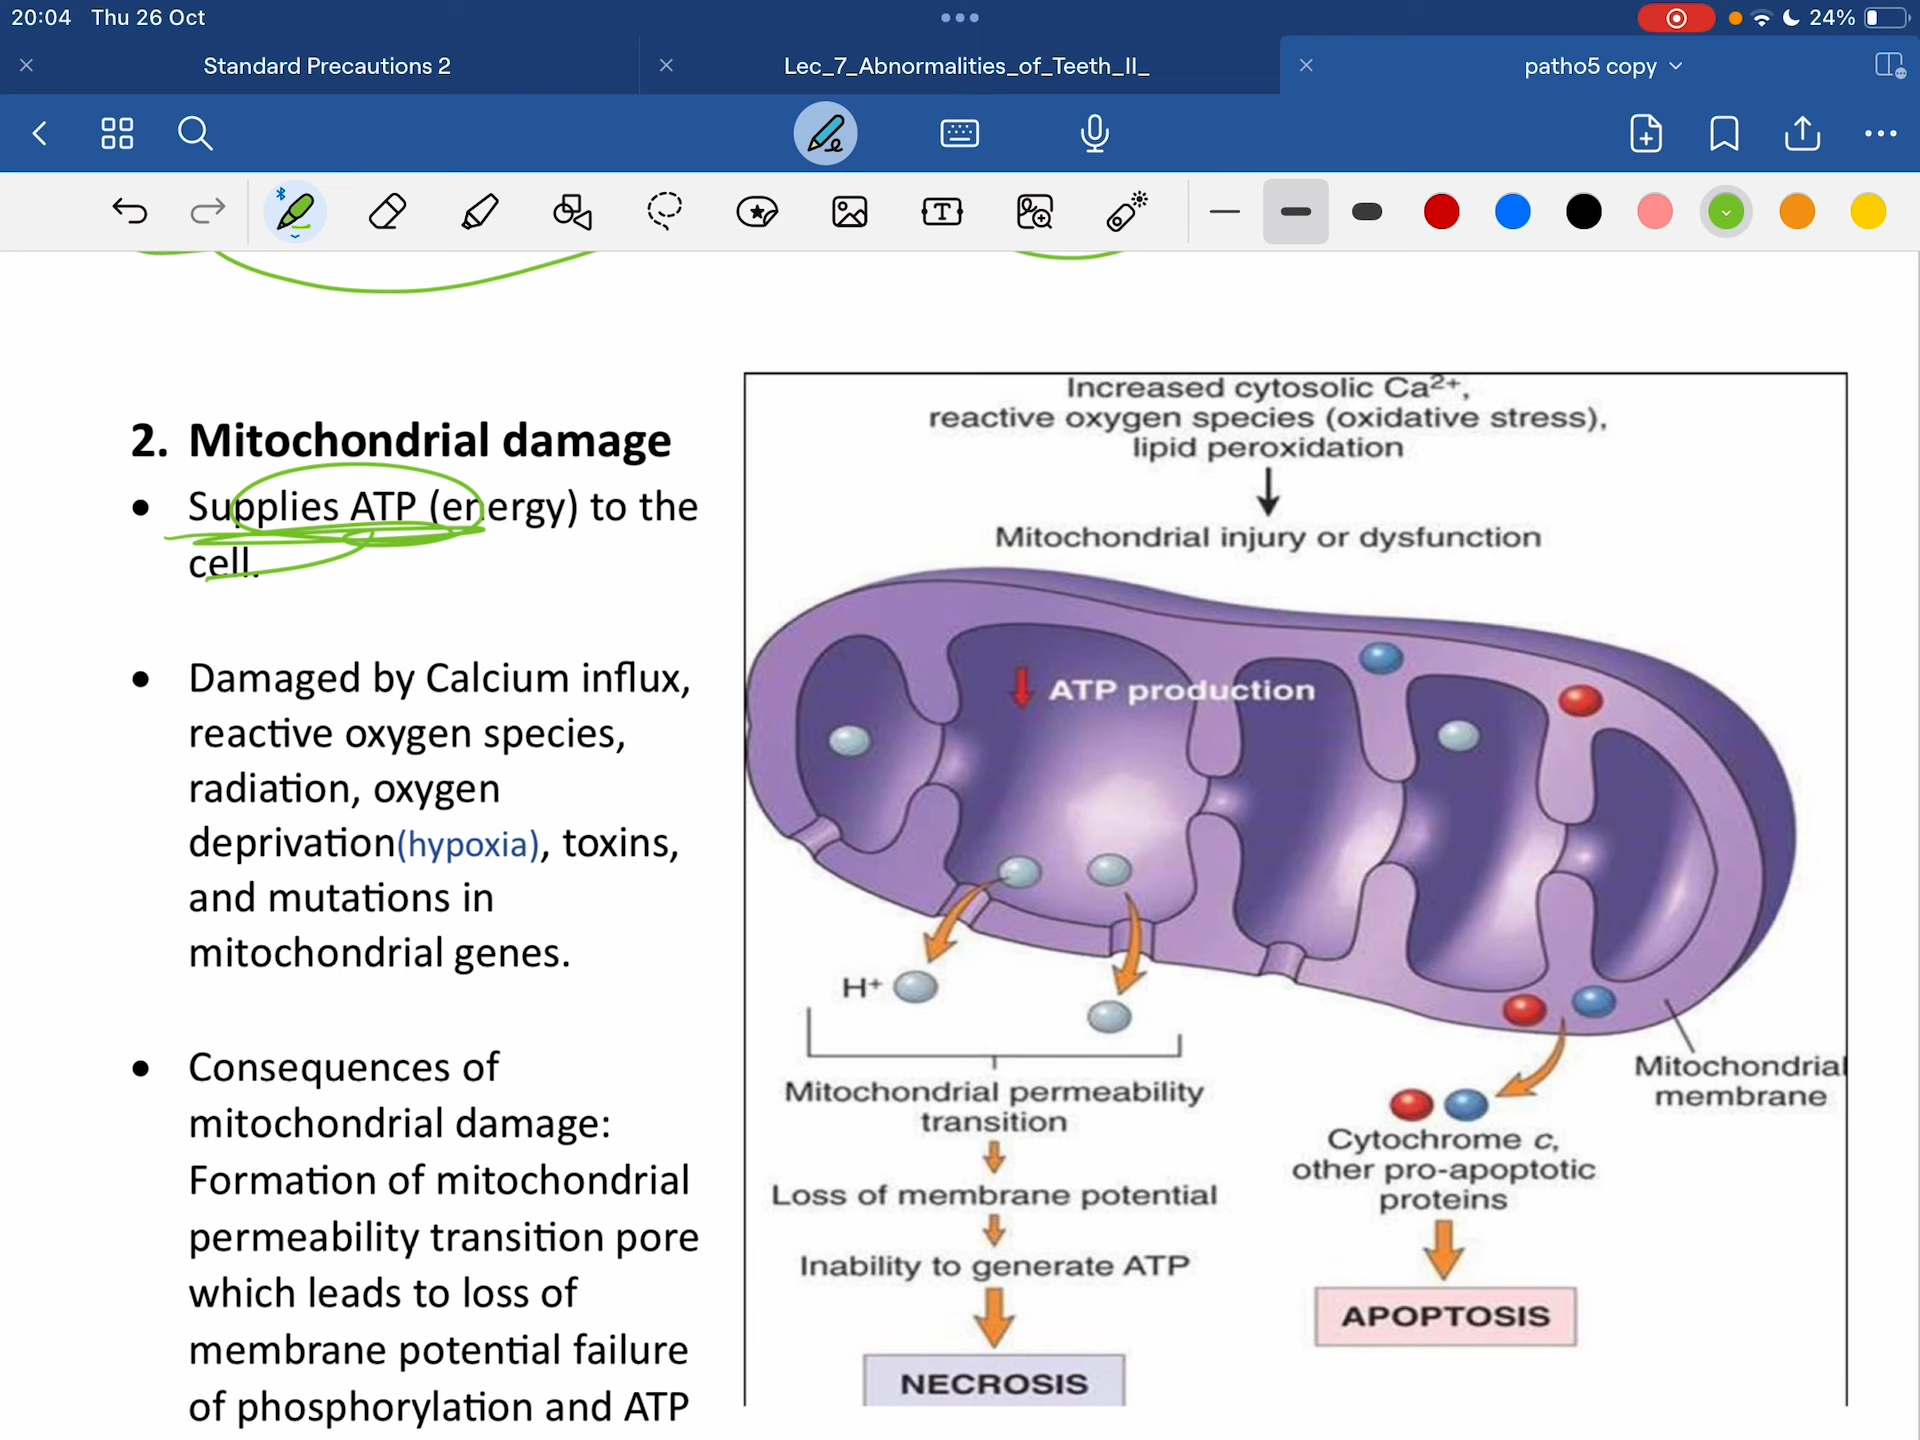 20:04 Thu 26 Oct
24%
Standard Precautions 2
Lec_7_Abnormalities_of_Teeth_II_
patho5 copy
2. Mitochondrial damage
• Supplies ATP (energy) to the
cell.
• Damaged by Calcium influx,
reactive oxygen species,
radiation, oxygen
deprivation(hypoxia), toxins,
and mutations in
mitochondrial genes.
• Consequences of
mitochondrial damage:
Formation of mitochondrial
permeability transition pore
which leads to loss of
membrane potential failure
of phosphorylation and ATP
Increased cytosolic Ca²⁺,
reactive oxygen species (oxidative stress),
lipid peroxidation
Mitochondrial injury or dysfunction
ATP production
H⁺
Mitochondrial permeability
transition
Loss of membrane potential
Inability to generate ATP
NECROSIS
Mitochondrial
membrane
Cytochrome c,
other pro-apoptotic
proteins
APOPTOSIS